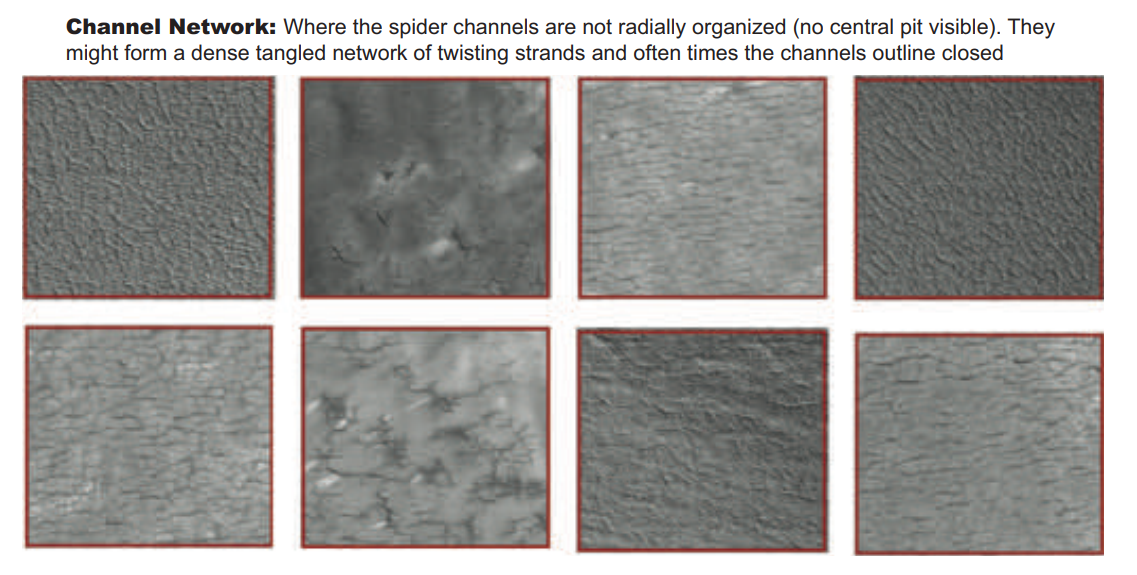 Channel Network: Where the spider channels are not radially organized (no central pit visible). They
might form a dense tangled network of twisting strands and often times the channels outline closed